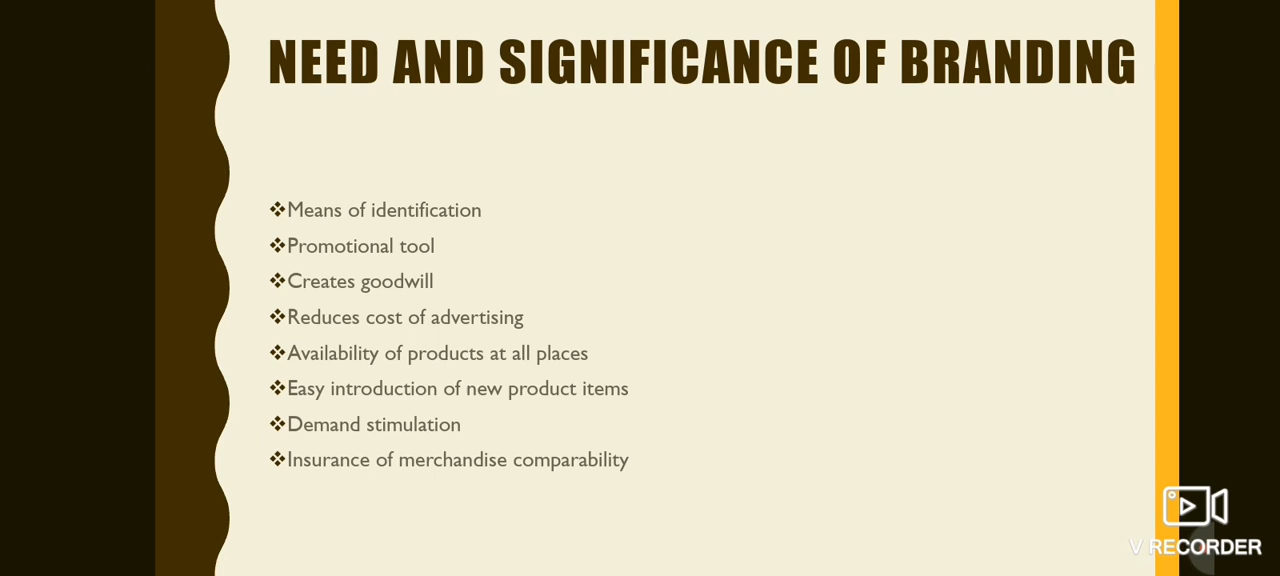 NEED AND SIGNIFICANCE OF BRANDING
❖Means of identification
❖Promotional tool
❖Creates goodwill
❖Reduces cost of advertising
❖Availability of products at all places
❖Easy introduction of new product items
❖Demand stimulation
❖Insurance of merchandise comparability
V RECORDER